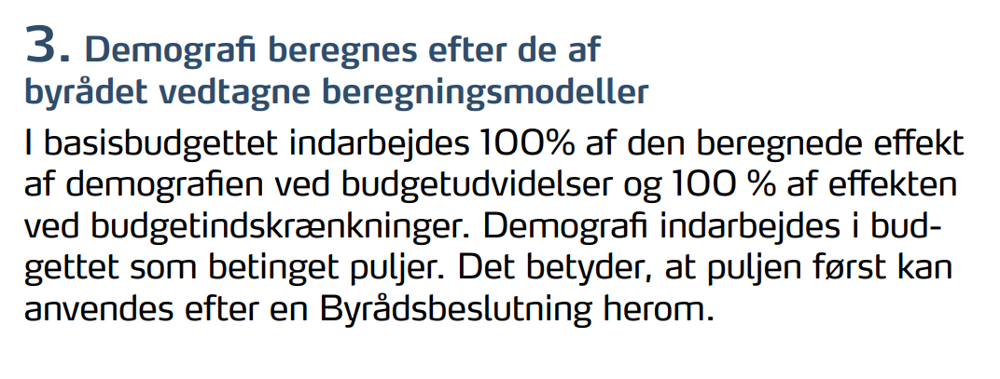 3. Demografi beregnes efter de af
byrådet vedtagne beregningsmodeller
I basisbudgettet indarbejdes 100% af den beregnede effekt
af demografien ved budgetudvidelser og 100 % af effekten
ved budgetindskrænkninger. Demografi indarbejdes i bud-
gettet som betinget puljer. Det betyder, at puljen først kan
anvendes efter en Byrådsbeslutning herom.